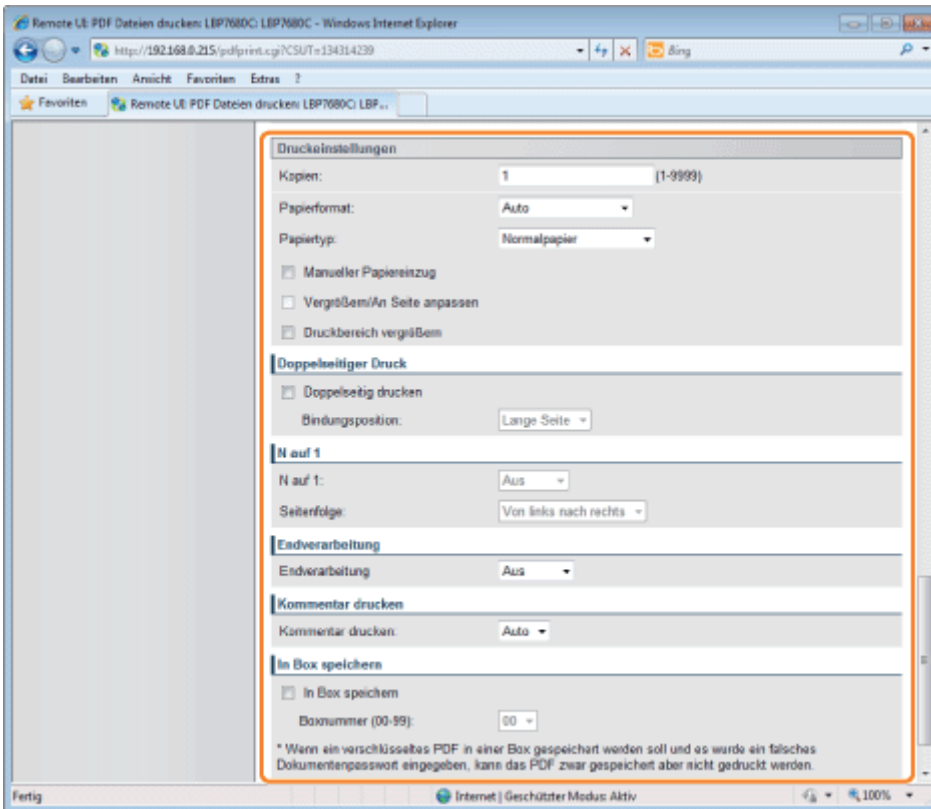 Remote UI: PDF Dateien drucken: LBP7680C: LBP7680C - Windows Internet Explorer
http://192.168.0.215/pdfprint.cgi?CSUT=134314239
Bing
Datei Bearbeiten Ansicht Favoriten Extras ?
Favoriten Remote UI: PDF Dateien drucken: LBP7680C: LBP...
Druckeinstellungen
Kopien: 1 (1-9999)
Papierformat: Auto
Papiertyp: Normalpapier
Manueller Papiereinzug
Vergrößern/An Seite anpassen
Druckbereich vergrößern
Doppelseitiger Druck
Doppelseitig drucken
Bindungsposition: Lange Seite
N auf 1
N auf 1: Aus
Seitenfolge: Von links nach rechts
Endverarbeitung
Endverarbeitung Aus
Kommentar drucken
Kommentar drucken: Auto
In Box speichern
In Box speichern
Boxnummer (00-99): 00
* Wenn ein verschlüsseltes PDF in einer Box gespeichert werden soll und es wurde ein falsches
Dokumentenpasswort eingegeben, kann das PDF zwar gespeichert aber nicht gedruckt werden.
Fertig Internet | Geschützter Modus: Aktiv 100%